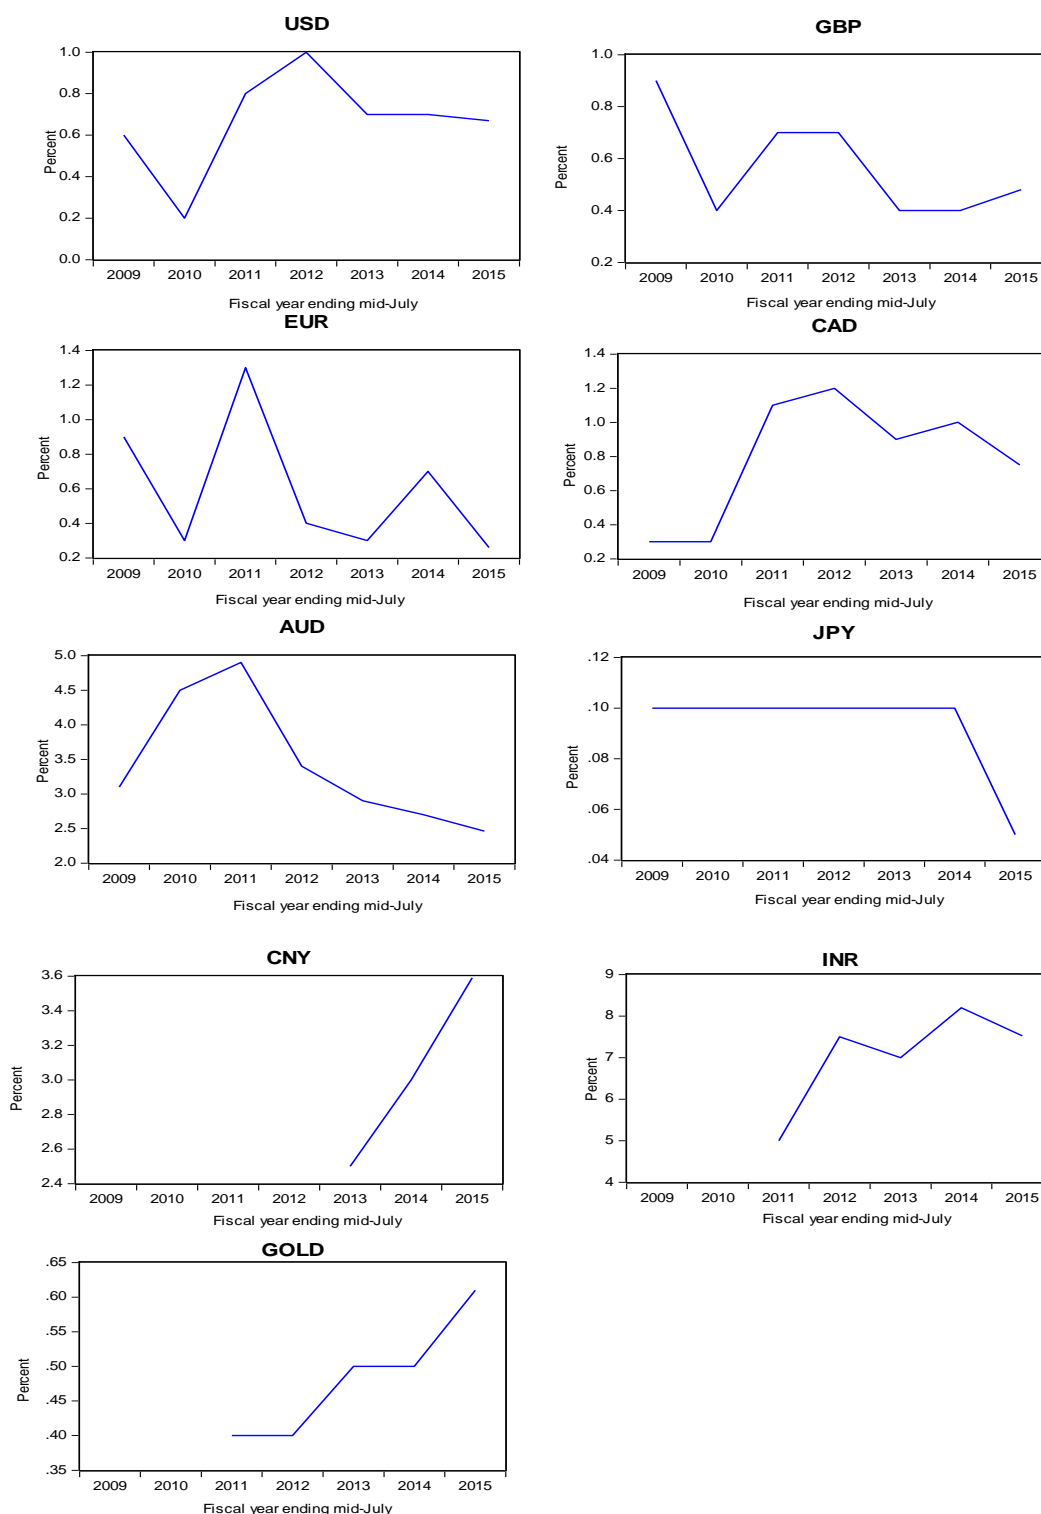 USD
1.0
0.8
0.6
0.4
0.2
0.0
Percent
2009 2010 2011 2012 2013 2014 2015
Fiscal year ending mid-July
GBP
1.0
0.8
0.6
0.4
0.2
Percent
2009 2010 2011 2012 2013 2014 2015
Fiscal year ending mid-July
EUR
1.4
1.2
1.0
0.8
0.6
0.4
0.2
Percent
2009 2010 2011 2012 2013 2014 2015
Fiscal year ending mid-July
CAD
1.4
1.2
1.0
0.8
0.6
0.4
0.2
Percent
2009 2010 2011 2012 2013 2014 2015
Fiscal year ending mid-July
AUD
5.0
4.5
4.0
3.5
3.0
2.5
2.0
Percent
2009 2010 2011 2012 2013 2014 2015
Fiscal year ending mid-July
JPY
.12
.10
.08
.06
.04
Percent
2009 2010 2011 2012 2013 2014 2015
Fiscal year ending mid-July
CNY
3.6
3.4
3.2
3.0
2.8
2.6
2.4
Percent
2009 2010 2011 2012 2013 2014 2015
Fiscal year ending mid-July
INR
9
8
7
6
5
4
Percent
2009 2010 2011 2012 2013 2014 2015
Fiscal year ending mid-July
GOLD
.65
.60
.55
.50
.45
.40
.35
Percent
2009 2010 2011 2012 2013 2014 2015
Fiscal year ending mid-July